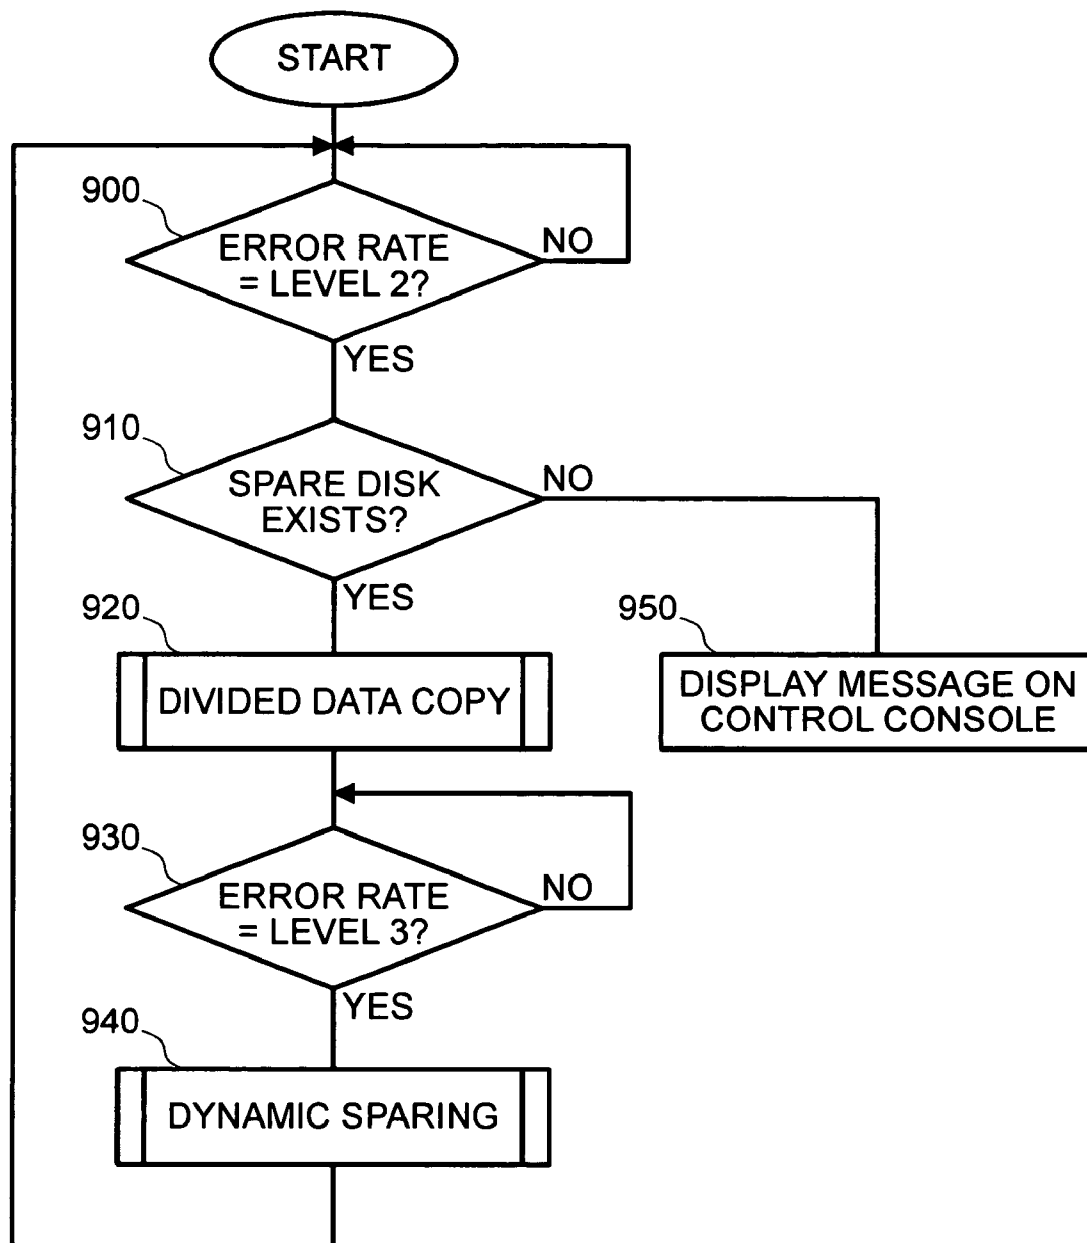 START
900
ERROR RATE
= LEVEL 2?
NO
YES
910
SPARE DISK
EXISTS?
NO
YES
920
DIVIDED DATA COPY
950
DISPLAY MESSAGE ON
CONTROL CONSOLE
930
ERROR RATE
= LEVEL 3?
NO
YES
940
DYNAMIC SPARING